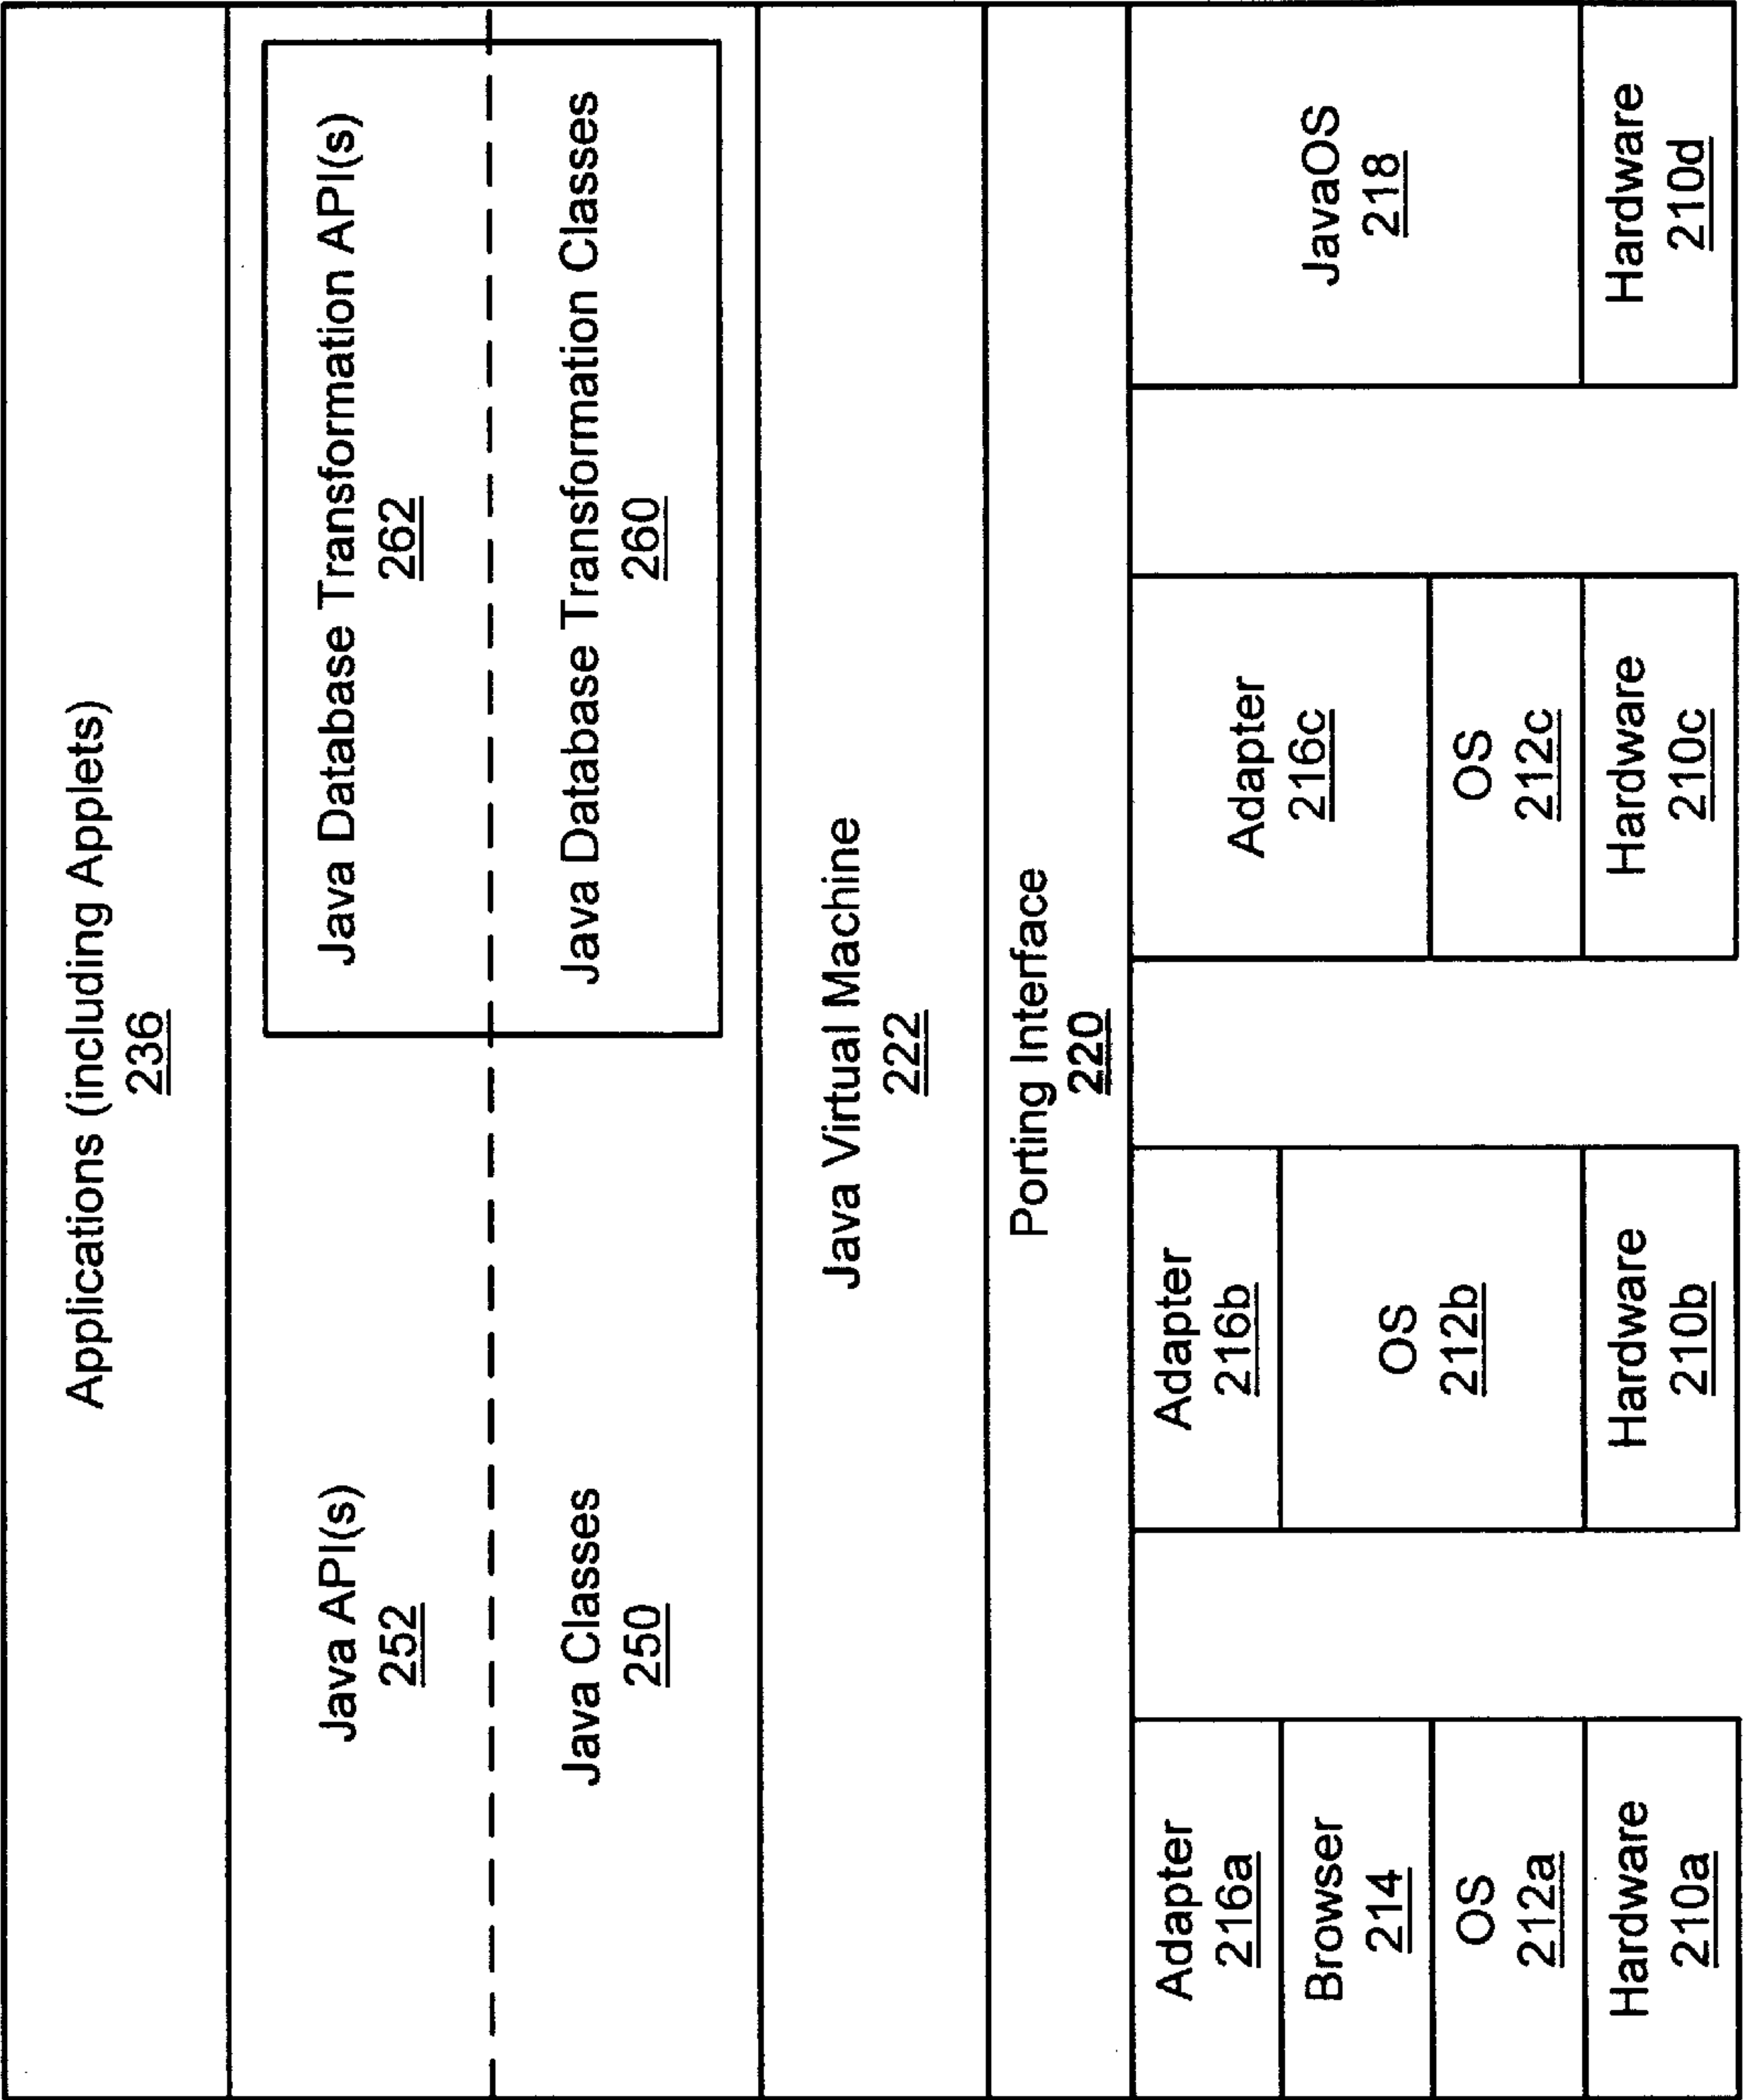 Applications (including Applets)
236
Java API(s)
252
Java Database Transformation API(s)
262
Java Classes
250
Java Database Transformation Classes
260
Java Virtual Machine
222
Porting Interface
220
Adapter
216a
Browser
214
OS
212a
Hardware
210a
Adapter
216b
OS
212b
Hardware
210b
Adapter
216c
OS
212c
Hardware
210c
JavaOS
218
Hardware
210d